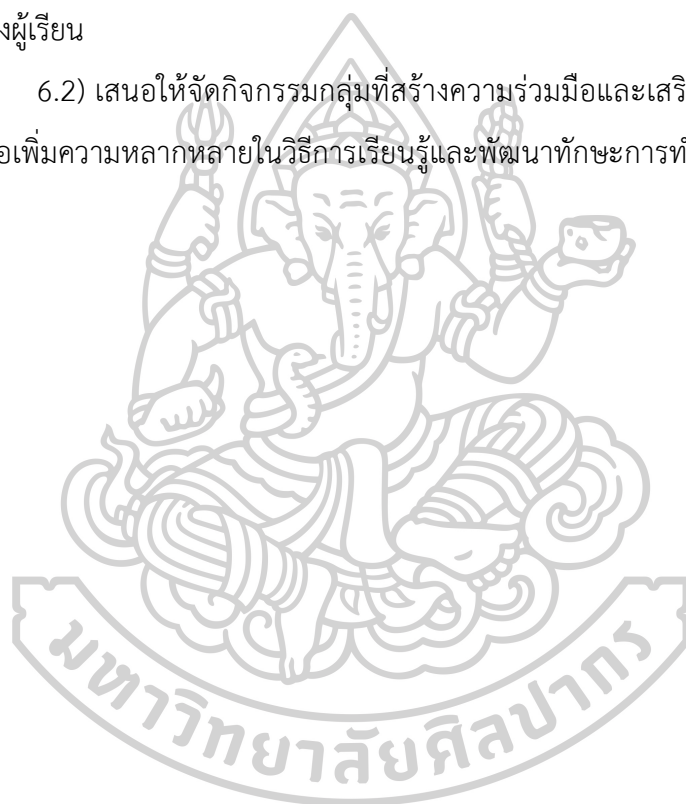 งผู้เรียน
6.2) เสนอให้จัดกิจกรรมกลุ่มที่สร้างความร่วมมือและเสริ
อเพิ่มความหลากหลายในวิธีการเรียนรู้และพัฒนาทักษะการทำ
มหาวิทยาลัยศิลปากร